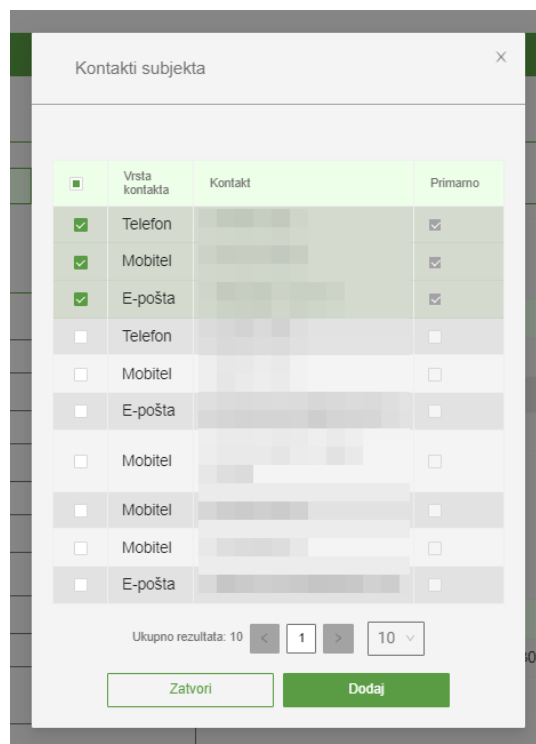 Kontakti subjekta
Vrsta
kontakta
Kontakt
Primarno
Telefon
Mobitel
E-pošta
Telefon
Mobitel
E-pošta
Mobitel
Mobitel
Mobitel
E-pošta
Ukupno rezultata: 10 < 1 > 10
Zatvori
Dodaj